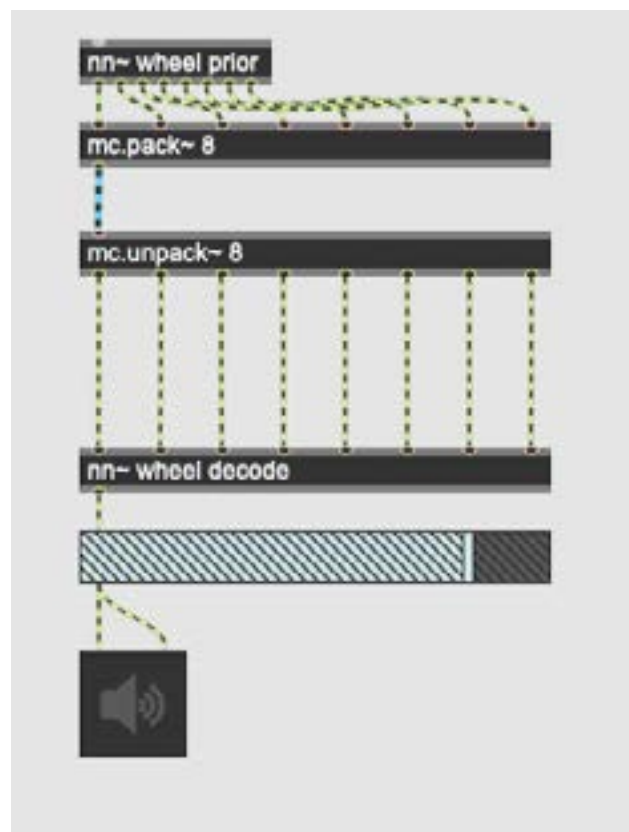 nn~ wheel prior
mc.pack~ 8
mc.unpack~ 8
nn~ wheel decode